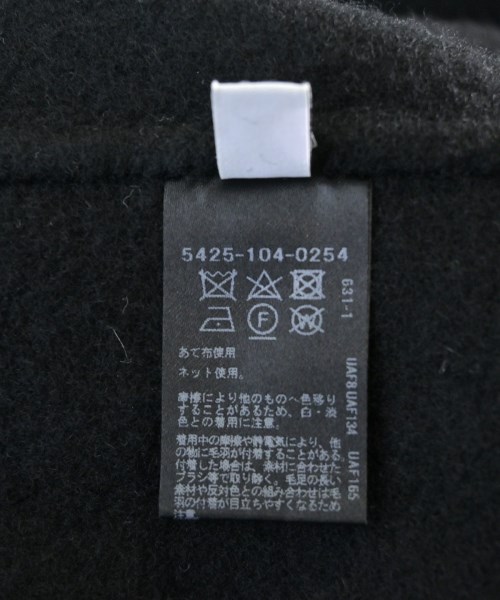 5425-104-0254
F
W
あて布使用
ネット使用。
摩擦により他のものへ色移り
することがあるため、白・淡
色との着用に注意。
着用中の摩擦や静電気により、他
の物に毛羽が付着することがある。
付着した場合は、素材に合わせた
ブラシ等で取り除く。毛足の長い
素材や反対色との組み合わせは毛
羽の付着が目立ちやすくなるため
注意。
631-1
UAF8 UAF134 UAF165